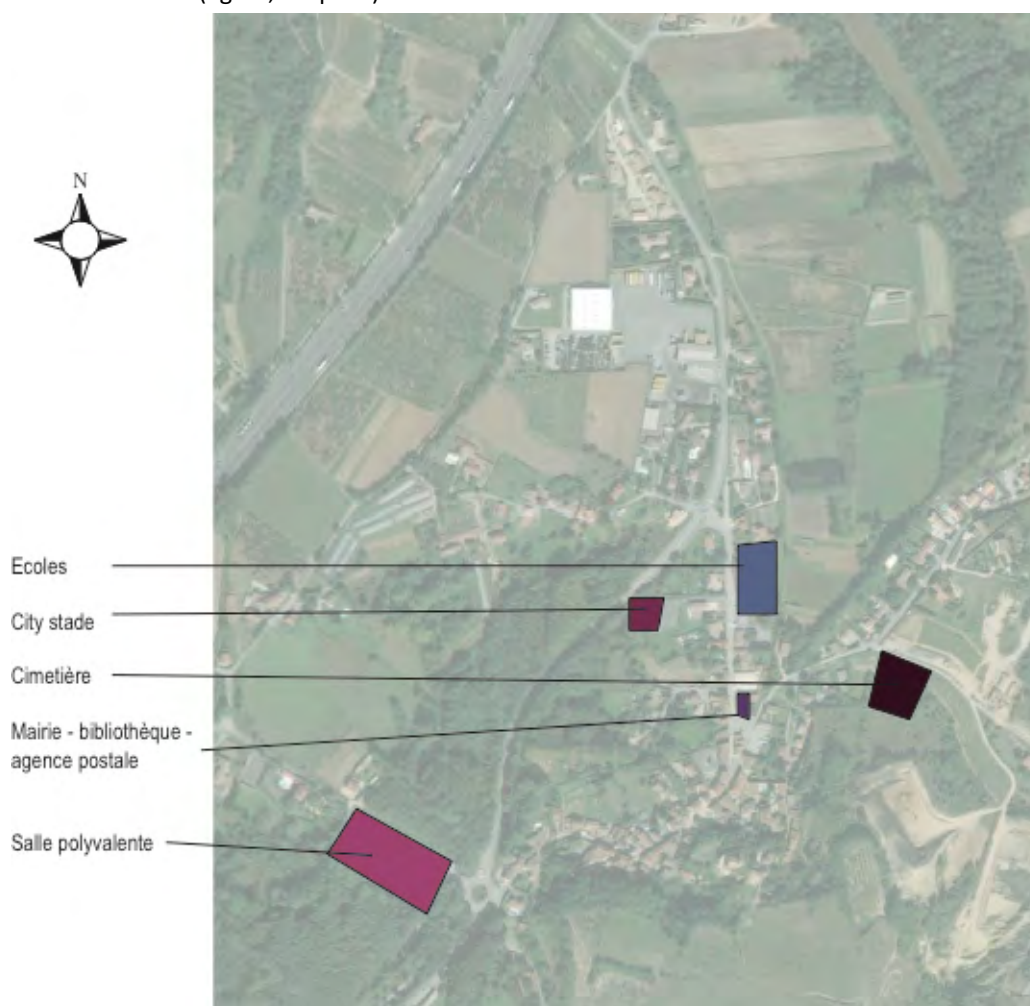 N
Ecoles
City stade
Cimetière
Mairie - bibliothèque -
agence postale
Salle polyvalente